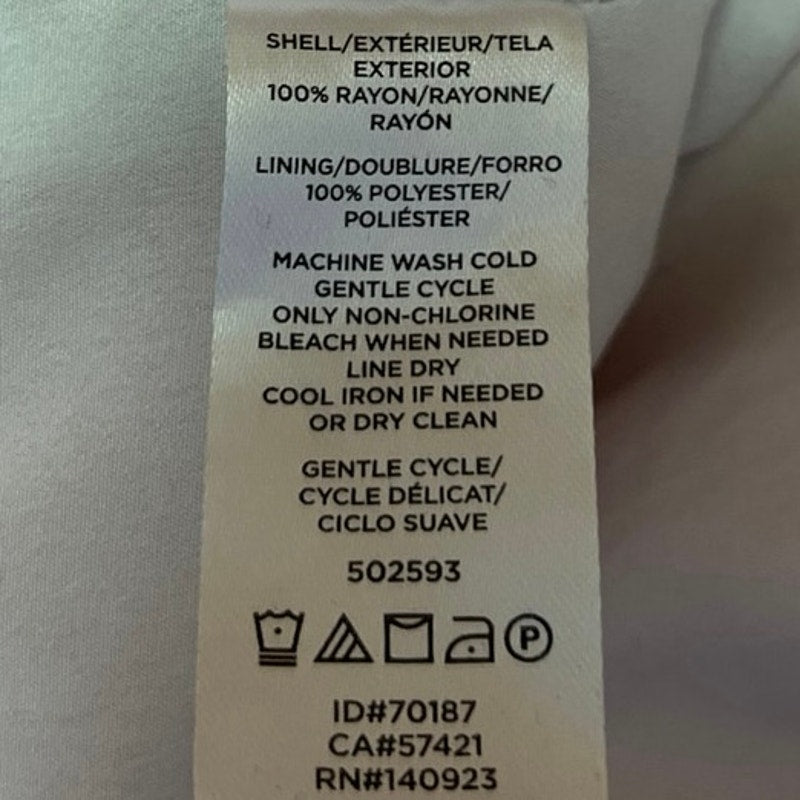 SHELL/EXTÉRIEUR/TELA
EXTERIOR
100% RAYON/RAYONNE/
RAYÓN
LINING/DOUBLURE/FORRO
100% POLYESTER/
POLIÉSTER
MACHINE WASH COLD
GENTLE CYCLE
ONLY NON-CHLORINE
BLEACH WHEN NEEDED
LINE DRY
COOL IRON IF NEEDED
OR DRY CLEAN
GENTLE CYCLE/
CYCLE DÉLICAT/
CICLO SUAVE
502593
P
ID#70187
CA#57421
RN#140923